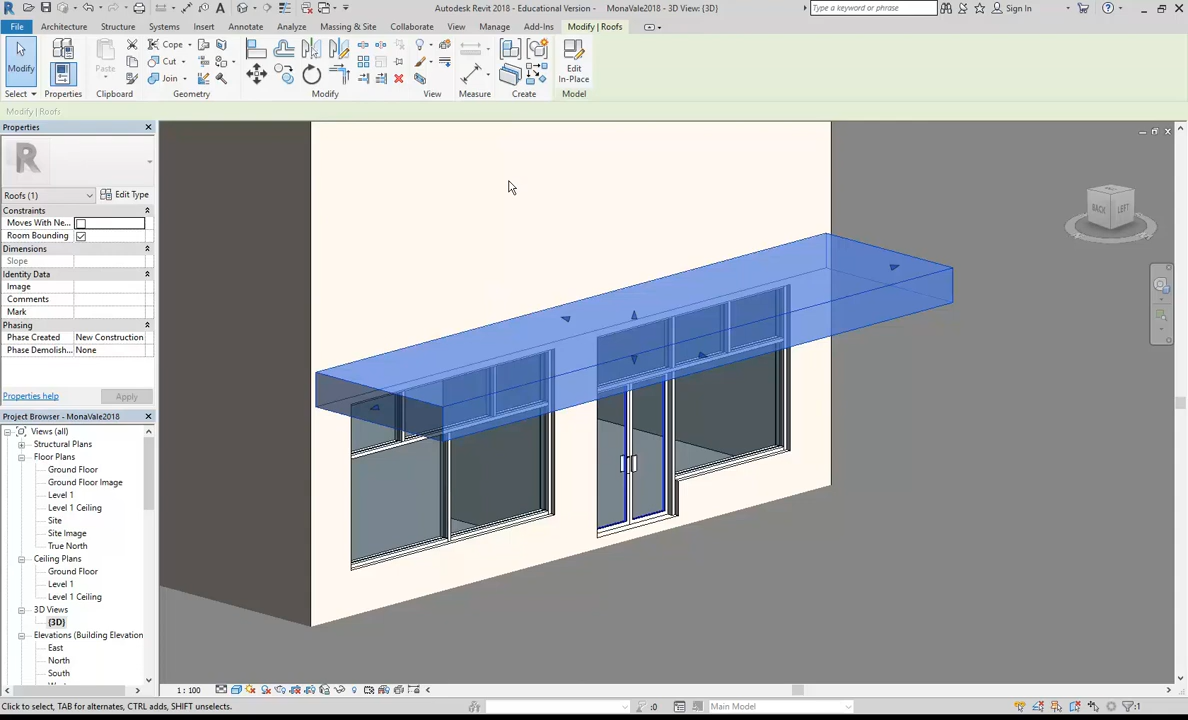 Autodesk Revit 2018 - Educational Version - MonaVale2018 - 3D View: {3D}
Type a keyword or phrase
Sign In
File Architecture Structure Systems Insert Annotate Analyze Massing & Site Collaborate View Manage Add-Ins Modify | Roofs
Modify
Properties
Paste
Cope
Cut
Join
Edit
In-Place
Select Properties Clipboard Geometry Modify View Measure Create Model
Modify | Roofs
Properties
R
Roofs (1)
Edit Type
Constraints
Moves With Ne...
Room Bounding
Dimensions
Slope
Identity Data
Image
Comments
Mark
Phasing
Phase Created New Construction
Phase Demolish... None
Properties help
Apply
Project Browser - MonaVale2018
Views (all)
Structural Plans
Floor Plans
Ground Floor
Ground Floor Image
Level 1
Level 1 Ceiling
Site
Site Image
True North
Ceiling Plans
Ground Floor
Level 1
Level 1 Ceiling
3D Views
{3D}
Elevations (Building Elevation
East
North
South
BACK LEFT
1 : 100
Click to select, TAB for alternates, CTRL adds, SHIFT unselects.
:0
Main Model
:1